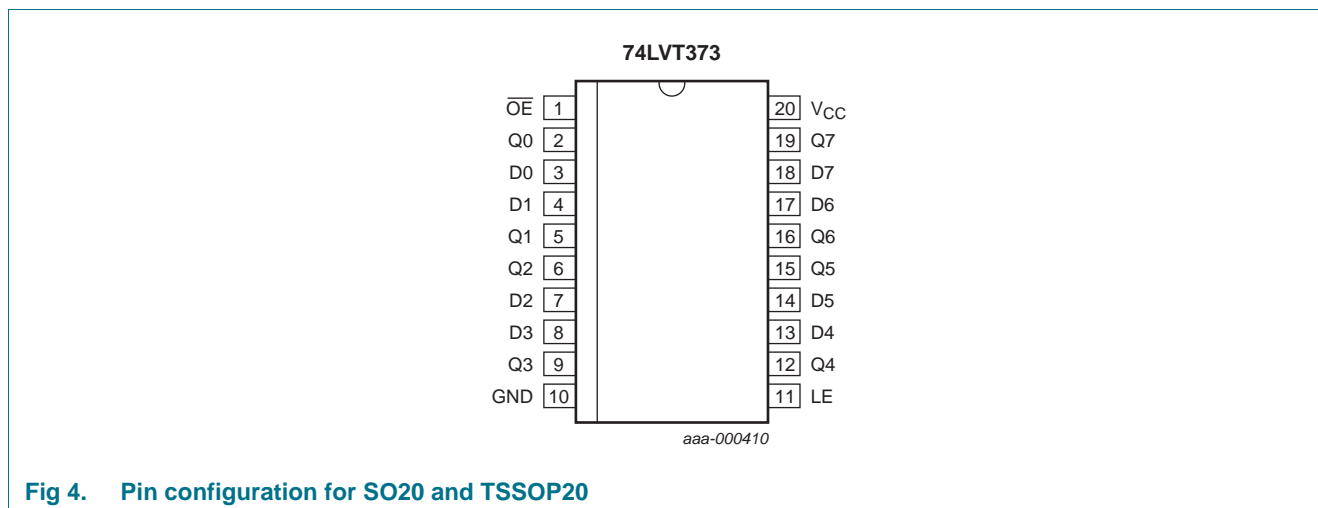 74LVT373
OE 1 20 VCC
Q0 2 19 Q7
D0 3 18 D7
D1 4 17 D6
Q1 5 16 Q6
Q2 6 15 Q5
D2 7 14 D5
D3 8 13 D4
Q3 9 12 Q4
GND 10 11 LE
aaa-000410
Fig 4. Pin configuration for SO20 and TSSOP20